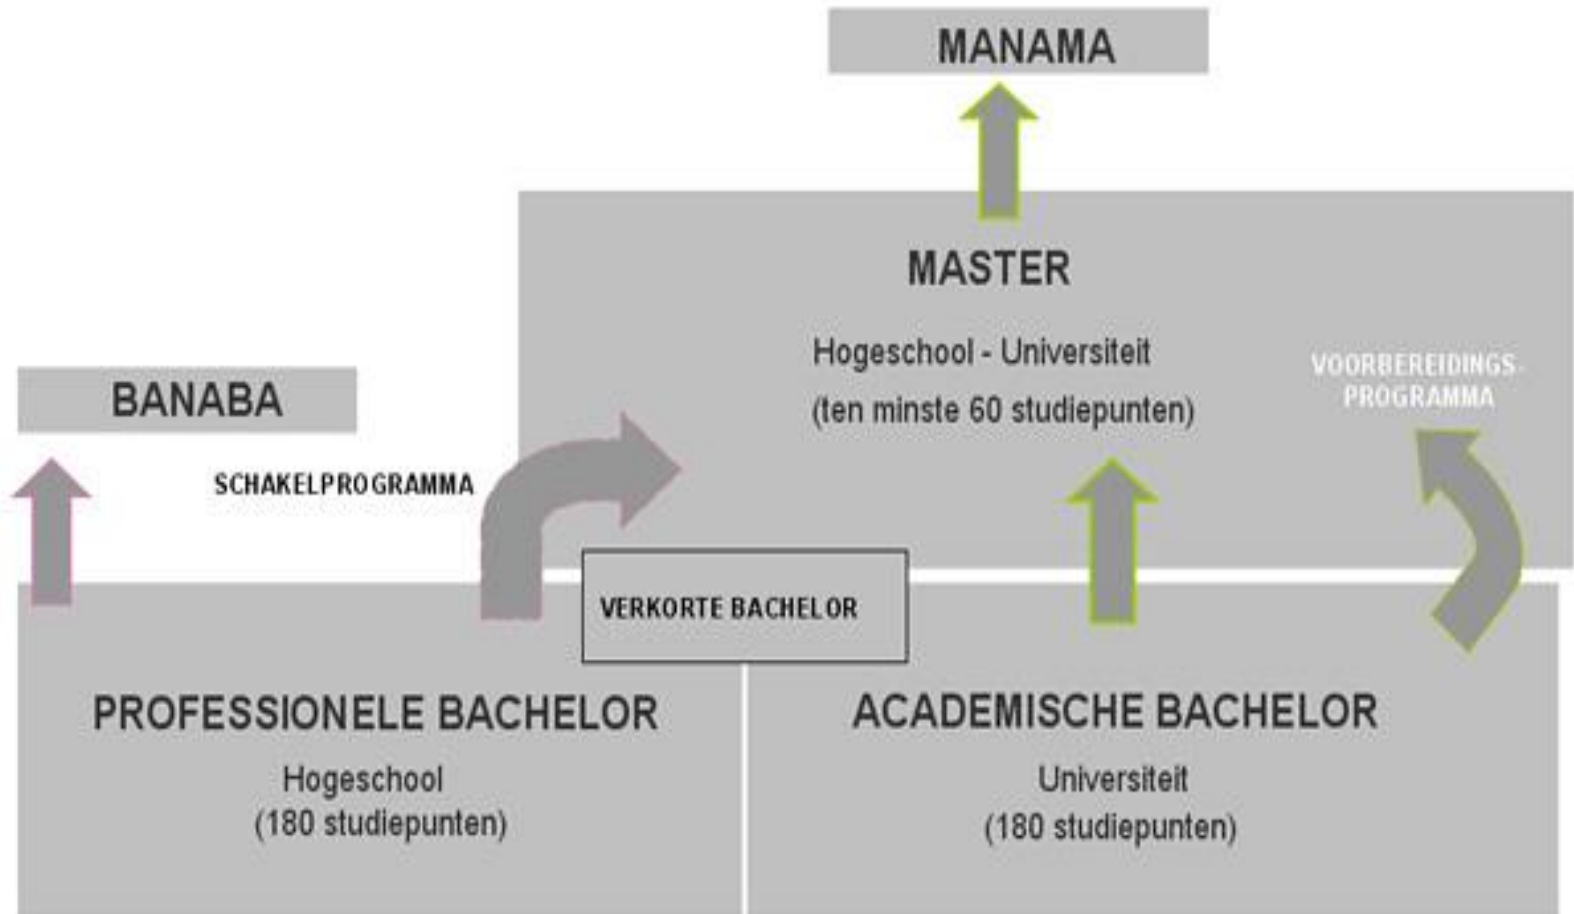 MANAMA
MASTER
Hogeschool - Universiteit
(ten minste 60 studiepunten)
VOORBEREIDINGS-
PROGRAMMA
BANABA
SCHAKELPROGRAMMA
VERKORTE BACHELOR
PROFESSIONELE BACHELOR
Hogeschool
(180 studiepunten)
ACADEMISCHE BACHELOR
Universiteit
(180 studiepunten)